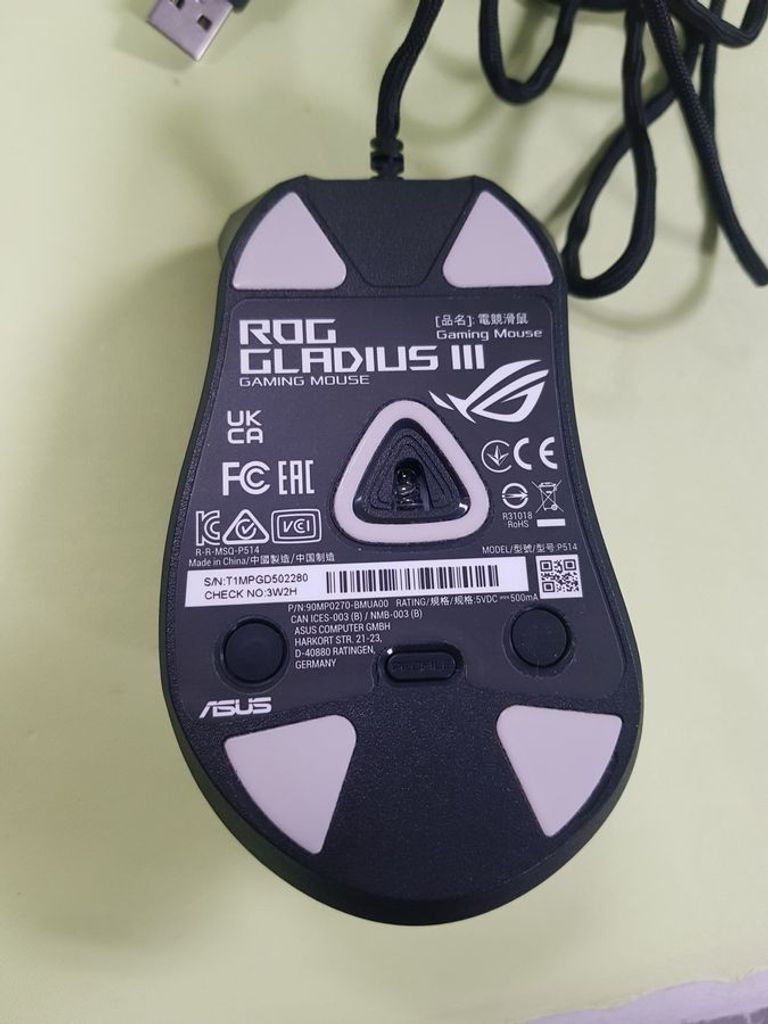 ROG
GLADIUS III
GAMING MOUSE
[品名]: 電競滑鼠
Gaming Mouse
UK
CA
CE
FC EAC
R31018
RoHS
VCCI
R-R-MSQ-P514
Made in China/中國製造/中国制造
MODEL/型號/型号:P514
S/N:T1MPGD502280
CHECK NO:3W2H
P/N:90MP0270-BMUA00 RATING/規格/规格:5VDC ⎓ 500mA
CAN ICES-003 (B) / NMB-003 (B)
ASUS COMPUTER GMBH
HARKORT STR. 21-23,
D-40880 RATINGEN,
GERMANY
ASUS